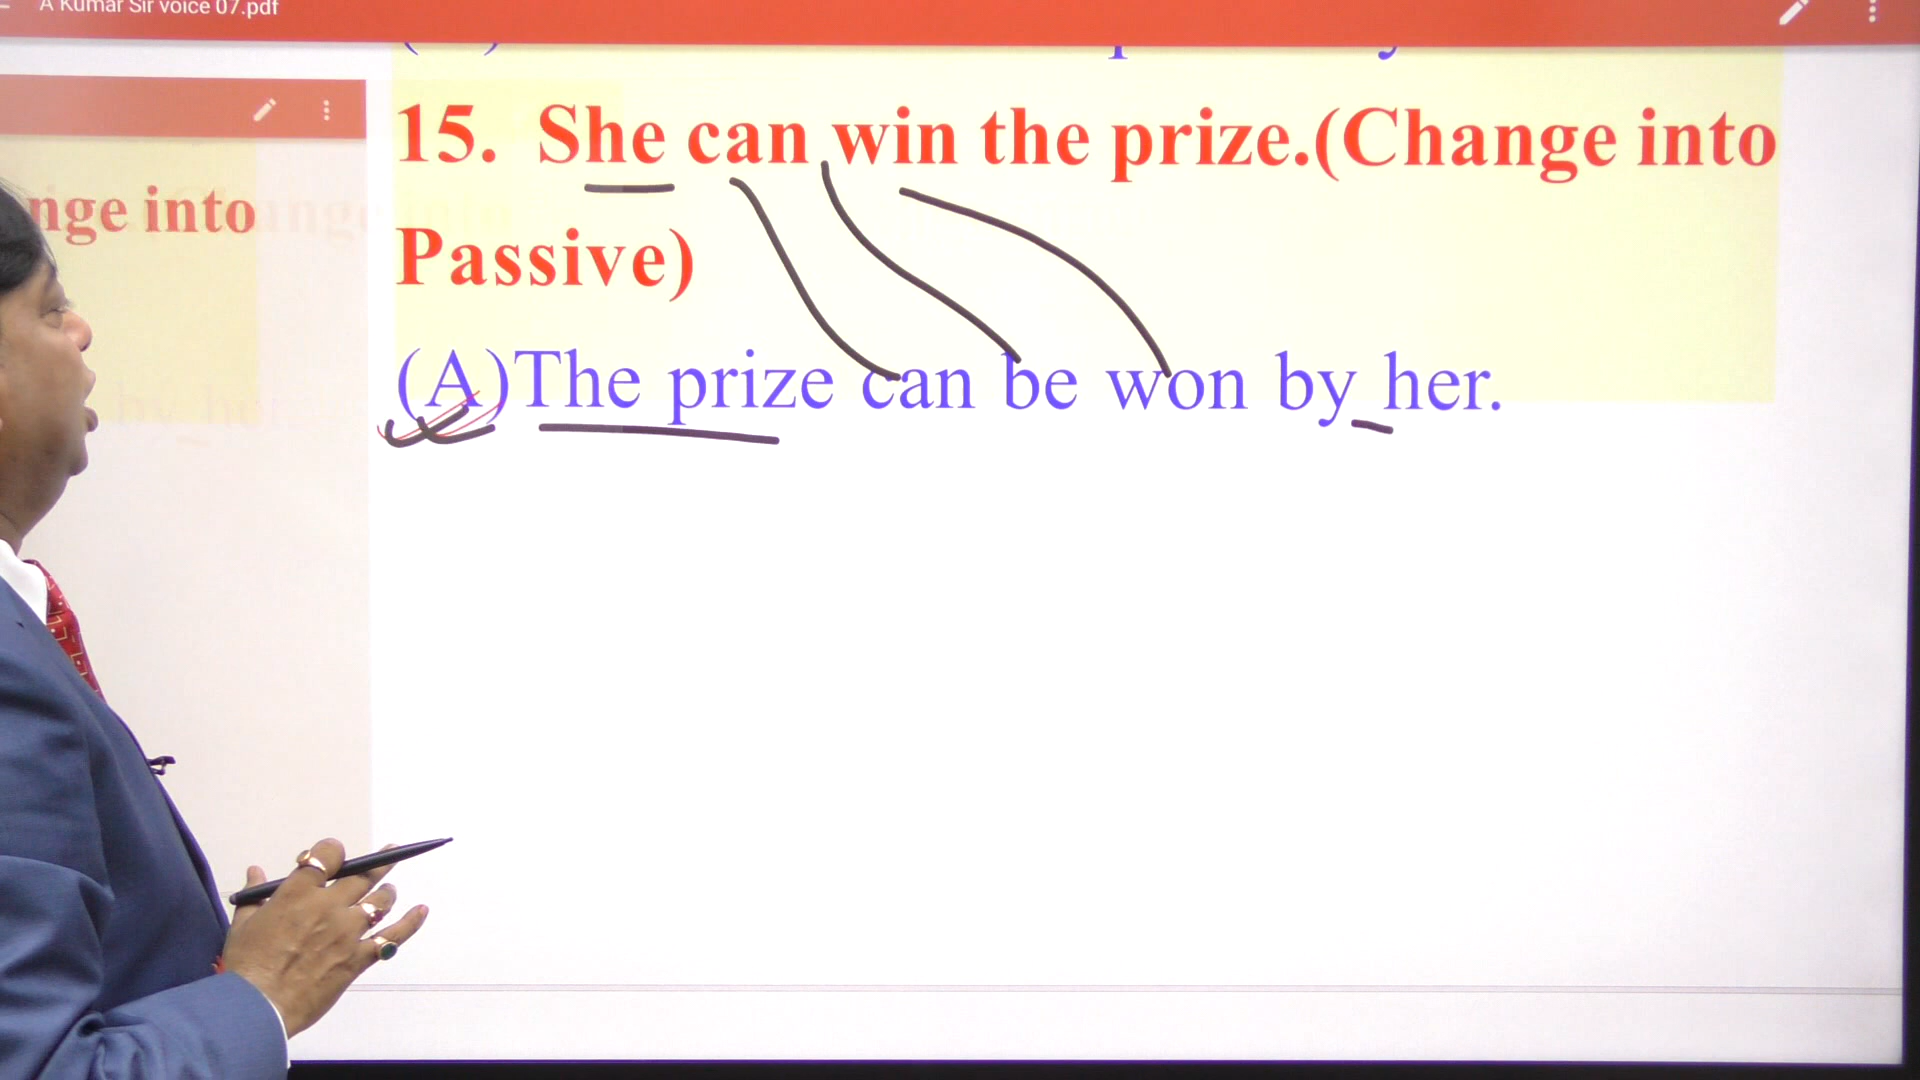 A Kumar Sir voice 07.pdf
nge into
15. She can win the prize.(Change into
Passive)
(A)The prize can be won by her.